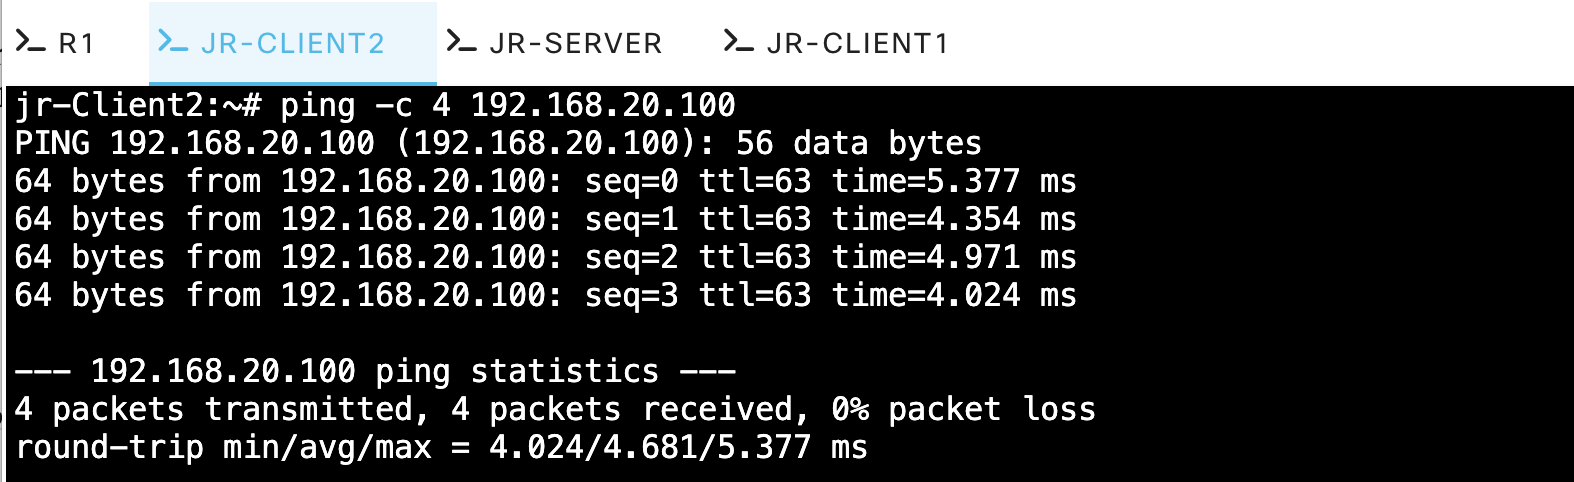 R1 JR-CLIENT2 JR-SERVER JR-CLIENT1
jr-Client2:~# ping -c 4 192.168.20.100
PING 192.168.20.100 (192.168.20.100): 56 data bytes
64 bytes from 192.168.20.100: seq=0 ttl=63 time=5.377 ms
64 bytes from 192.168.20.100: seq=1 ttl=63 time=4.354 ms
64 bytes from 192.168.20.100: seq=2 ttl=63 time=4.971 ms
64 bytes from 192.168.20.100: seq=3 ttl=63 time=4.024 ms

--- 192.168.20.100 ping statistics ---
4 packets transmitted, 4 packets received, 0% packet loss
round-trip min/avg/max = 4.024/4.681/5.377 ms